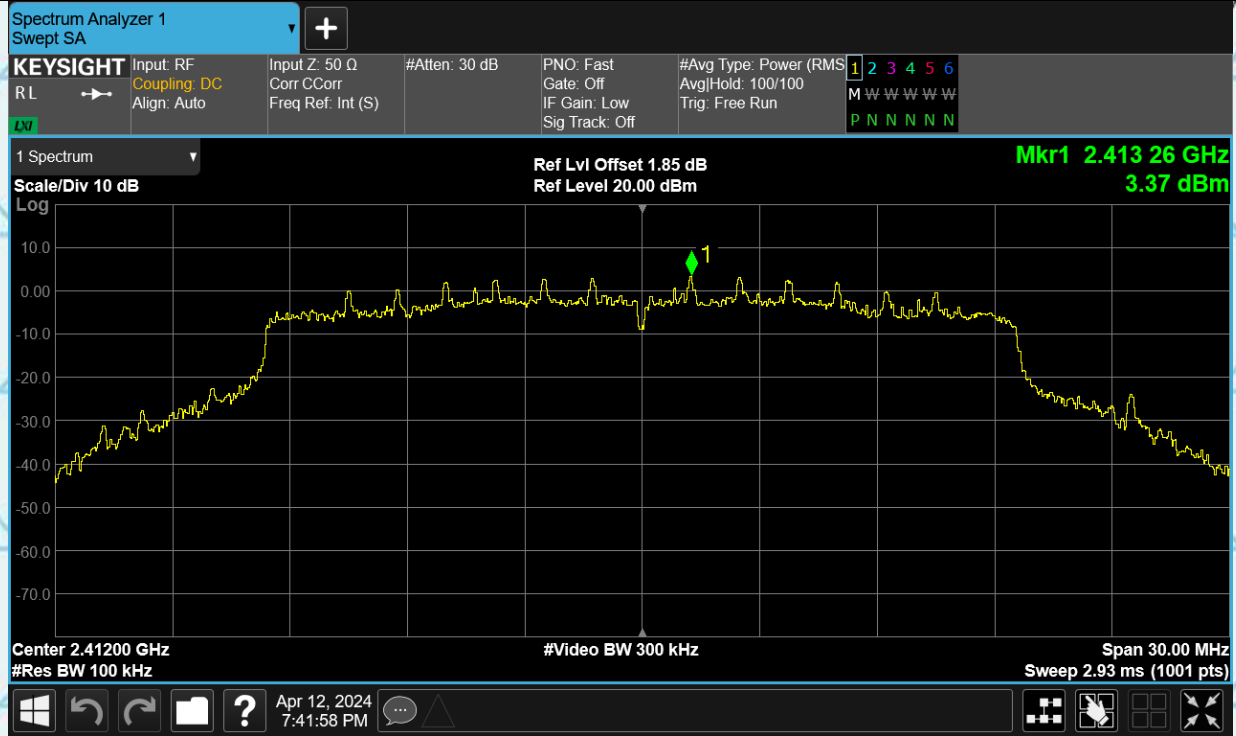 Spectrum Analyzer 1
Swept SA
KEYSIGHT
R L
LXI
Input: RF
Coupling: DC
Align: Auto
Input Z: 50 Ω
Corr CCorr
Freq Ref: Int (S)
#Atten: 30 dB
PNO: Fast
Gate: Off
IF Gain: Low
Sig Track: Off
#Avg Type: Power (RMS
Avg|Hold: 100/100
Trig: Free Run
1 2 3 4 5 6
M W W W W W
P N N N N N
1 Spectrum
Scale/Div 10 dB
Log
Ref Lvl Offset 1.85 dB
Ref Level 20.00 dBm
Mkr1 2.413 26 GHz
3.37 dBm
1
10.0
0.00
-10.0
-20.0
-30.0
-40.0
-50.0
-60.0
-70.0
Center 2.41200 GHz
#Res BW 100 kHz
#Video BW 300 kHz
Span 30.00 MHz
Sweep 2.93 ms (1001 pts)
?
Apr 12, 2024
7:41:58 PM